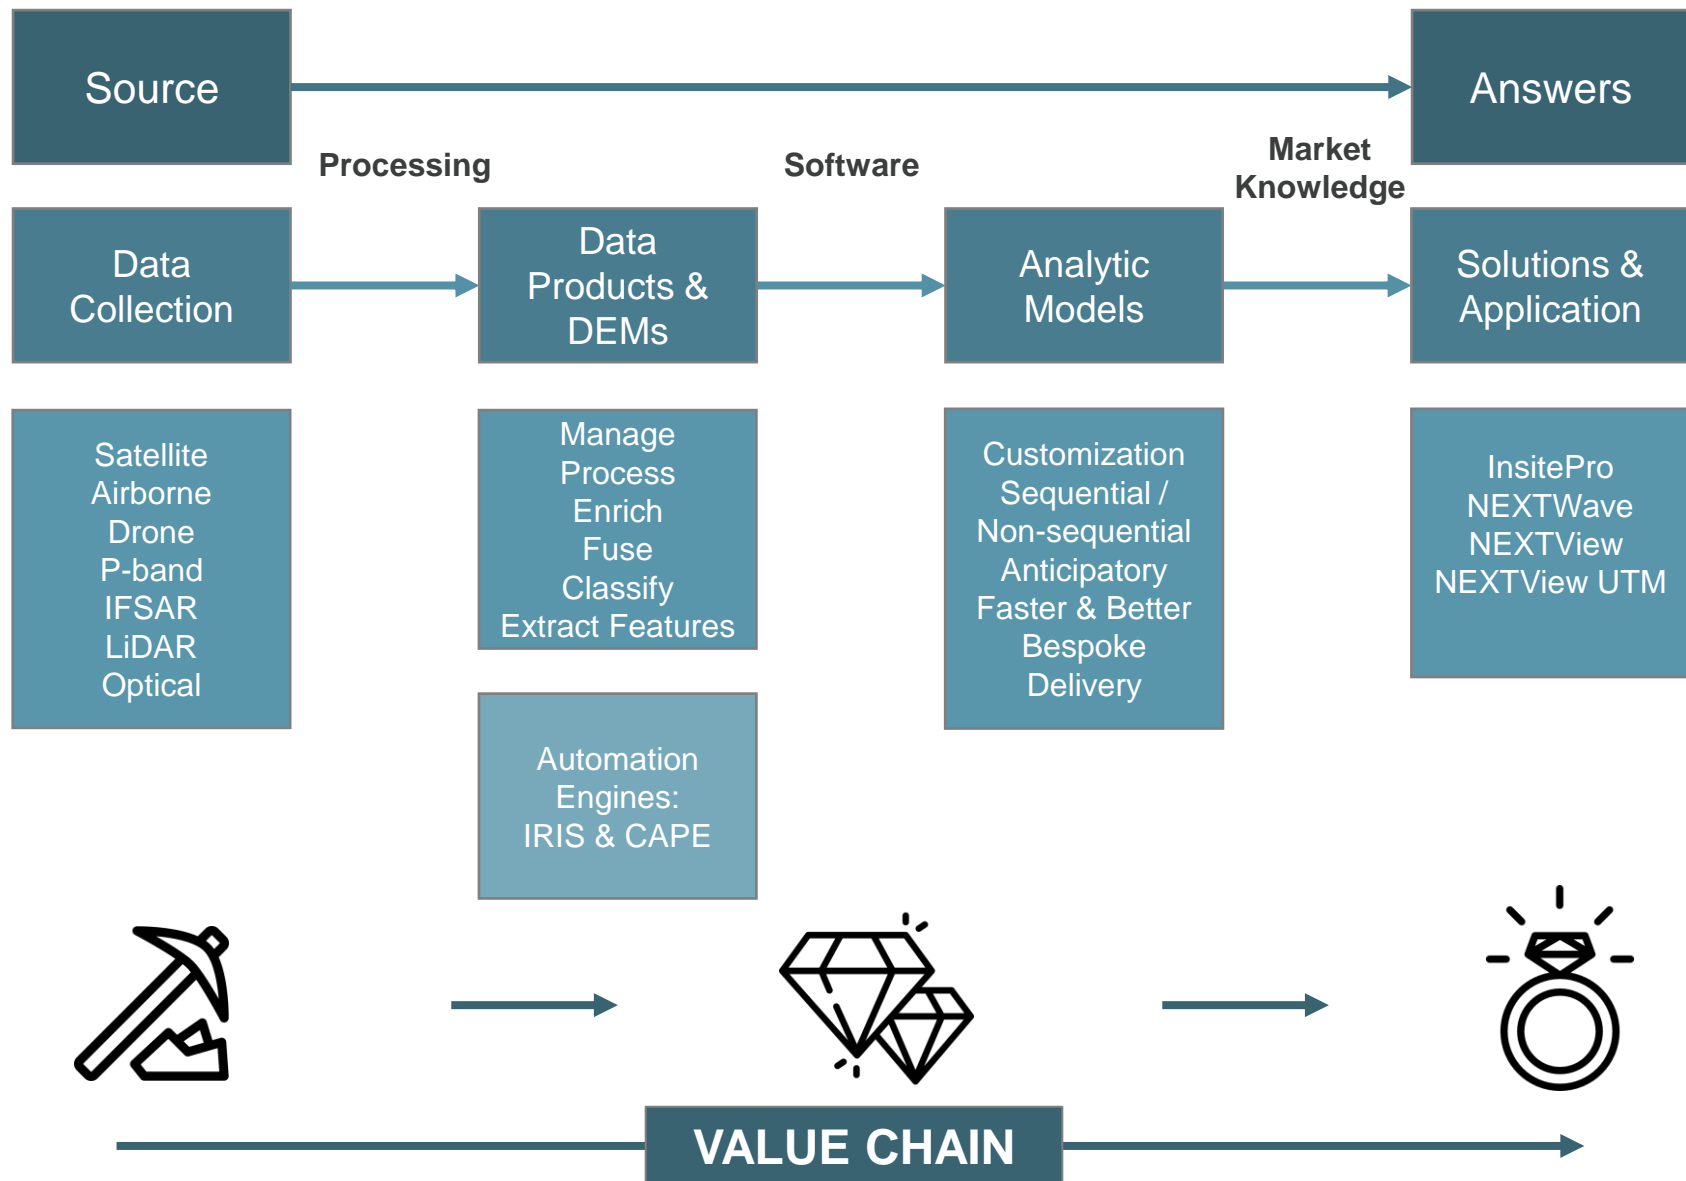 Source
Answers
Processing
Software
Market
Knowledge
Data
Collection
Data
Products &
DEMs
Analytic
Models
Solutions &
Application
Satellite
Airborne
Drone
P-band
IFSAR
LiDAR
Optical
Manage
Process
Enrich
Fuse
Classify
Extract Features
Customization
Sequential /
Non-sequential
Anticipatory
Faster & Better
Bespoke
Delivery
InsitePro
NEXTWave
NEXTView
NEXTView UTM
Automation
Engines:
IRIS & CAPE
VALUE CHAIN